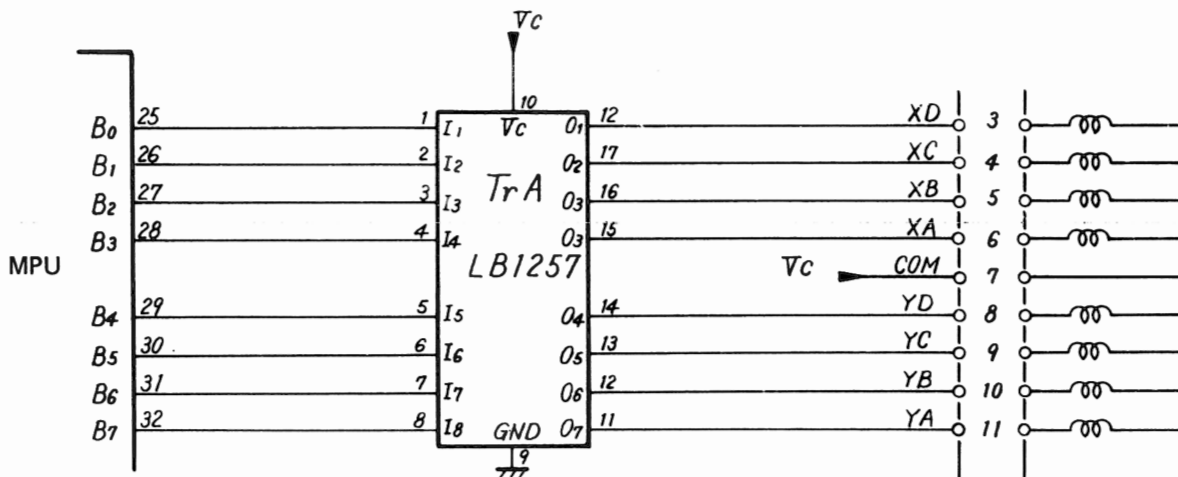 Vc
10
B0 25 1 I1 Vc O1 12 XD 3
B1 26 2 I2 O2 17 XC 4
TrA
B2 27 3 I3 O3 16 XB 5
B3 28 4 I4 O3 15 XA 6
MPU LB1257 Vc COM 7
B4 29 5 I5 O4 14 YD 8
B5 30 6 I6 O5 13 YC 9
B6 31 7 I7 O6 12 YB 10
B7 32 8 I8 GND O7 11 YA 11
9